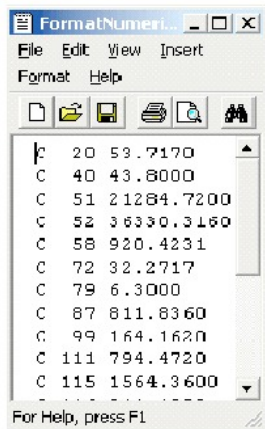 FormatNumeri...
File Edit View Insert
Format Help
C 20 53.7170
C 40 43.8000
C 51 21284.7200
C 52 36330.3160
C 58 920.4231
C 72 32.2717
C 79 6.3000
C 87 811.8360
C 99 164.1620
C 111 794.4720
C 115 1564.3600
For Help, press F1